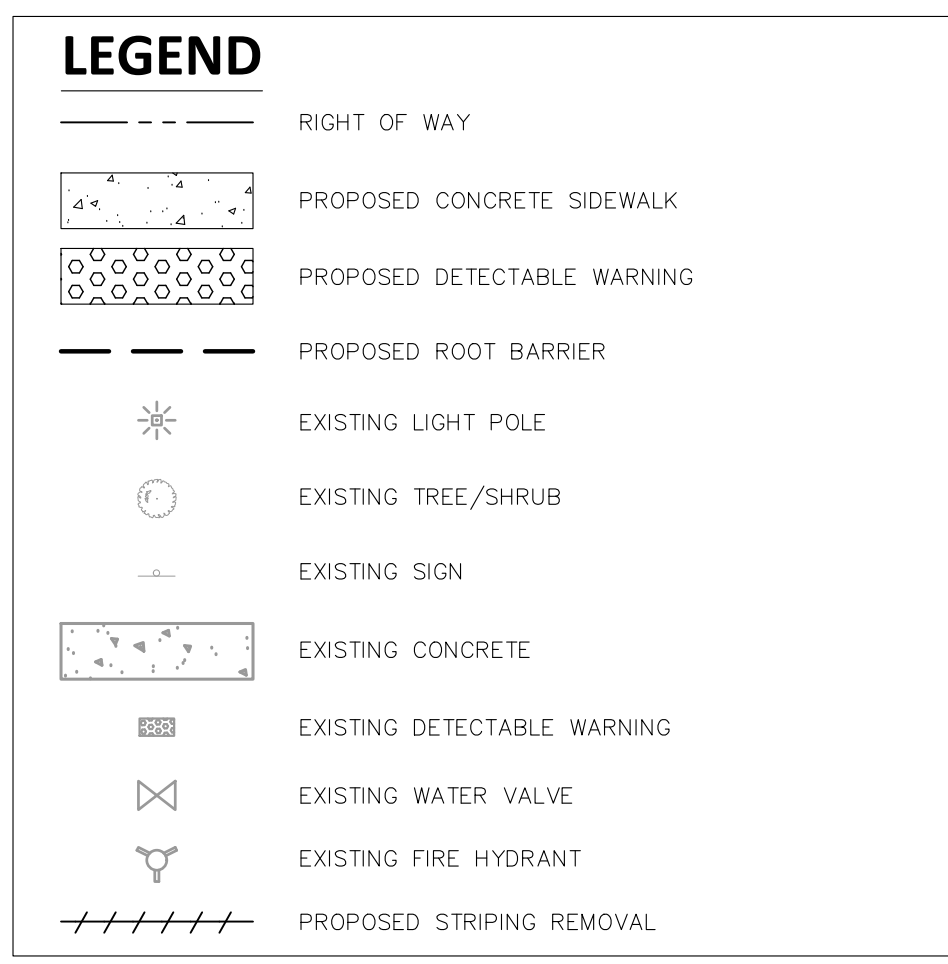 LEGEND
RIGHT OF WAY
PROPOSED CONCRETE SIDEWALK
PROPOSED DETECTABLE WARNING
PROPOSED ROOT BARRIER
EXISTING LIGHT POLE
EXISTING TREE/SHRUB
EXISTING SIGN
EXISTING CONCRETE
EXISTING DETECTABLE WARNING
EXISTING WATER VALVE
EXISTING FIRE HYDRANT
PROPOSED STRIPING REMOVAL